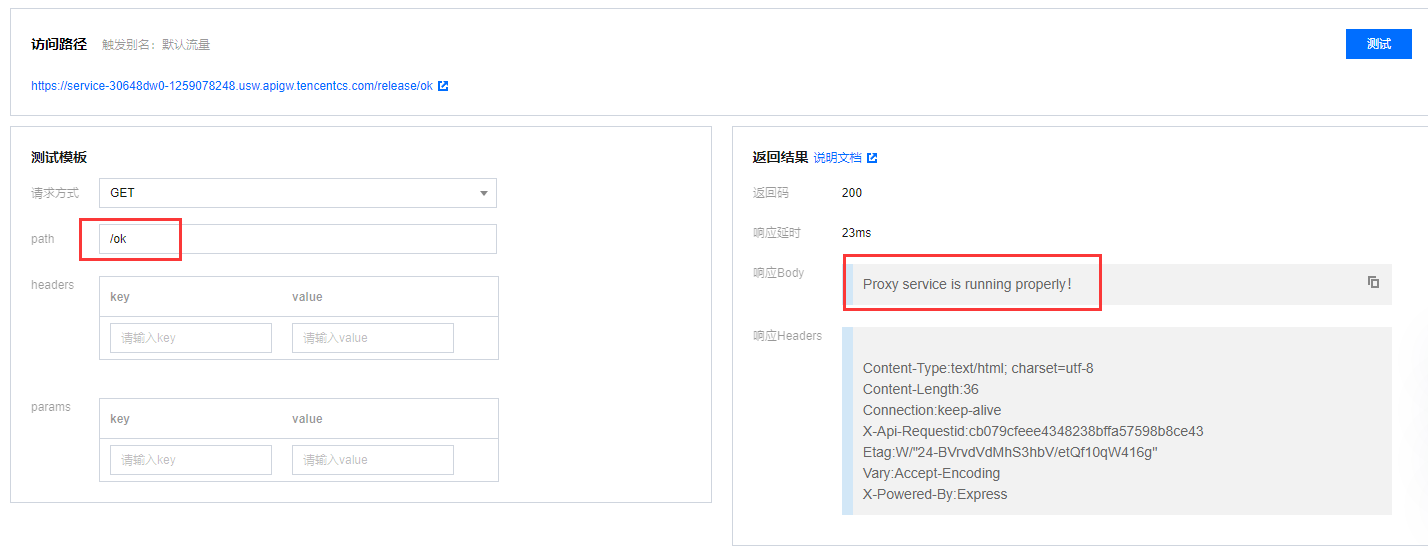 访问路径 触发别名：默认流量
测试
https://service-30648dw0-1259078248.usw.apigw.tencentcs.com/release/ok
测试模板
请求方式 GET
path /ok
headers
key value
请输入key 请输入value
params
key value
请输入key 请输入value
返回结果 说明文档
返回码 200
响应延时 23ms
响应Body Proxy service is running properly！
响应Headers
Content-Type:text/html; charset=utf-8
Content-Length:36
Connection:keep-alive
X-Api-Requestid:cb079cfeee4348238bffa57598b8ce43
Etag:W/"24-BVrvdVdMhS3hbV/etQf10qW416g"
Vary:Accept-Encoding
X-Powered-By:Express